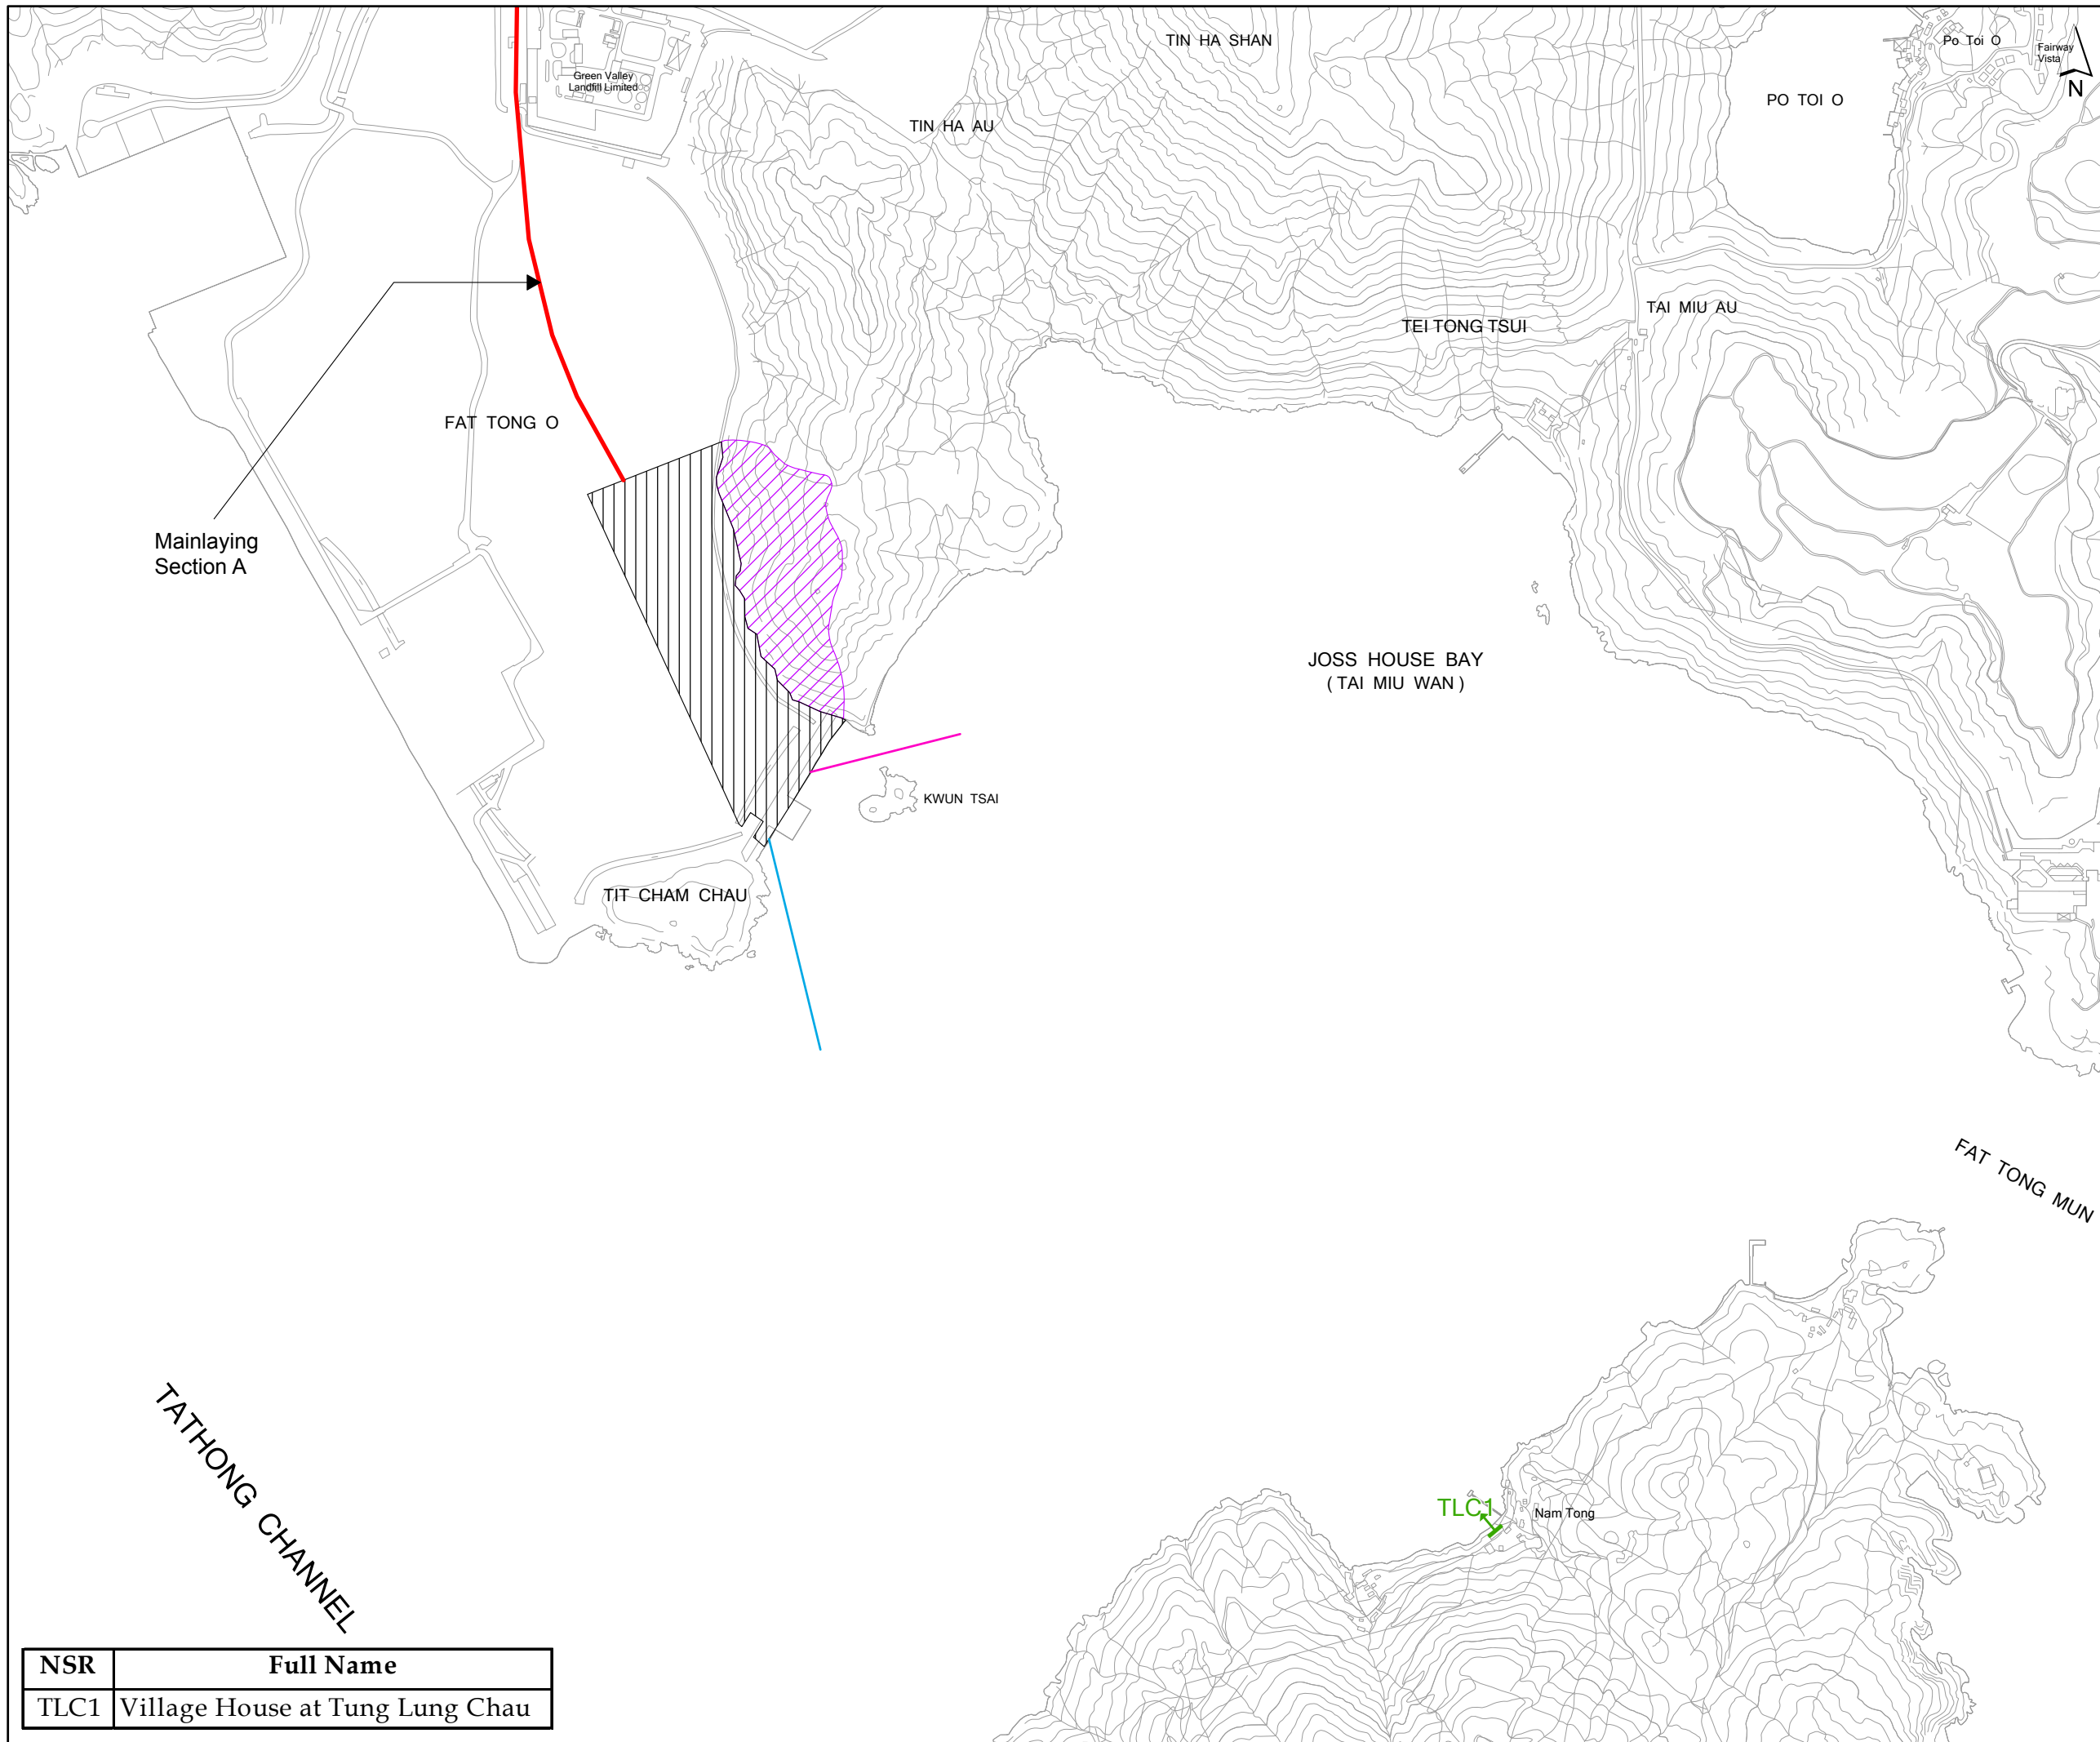 TIN HA SHAN
Po Toi O
Fairway
Vista
N
Green Valley
Landfill Limited
PO TOI O
TIN HA AU
TAI MIU AU
TEI TONG TSUI
FAT TONG O
Mainlaying
Section A
JOSS HOUSE BAY
( TAI MIU WAN )
KWUN TSAI
TIT CHAM CHAU
FAT TONG MUN
TATHONG CHANNEL
TLC1
Nam Tong
NSR Full Name
TLC1 Village House at Tung Lung Chau